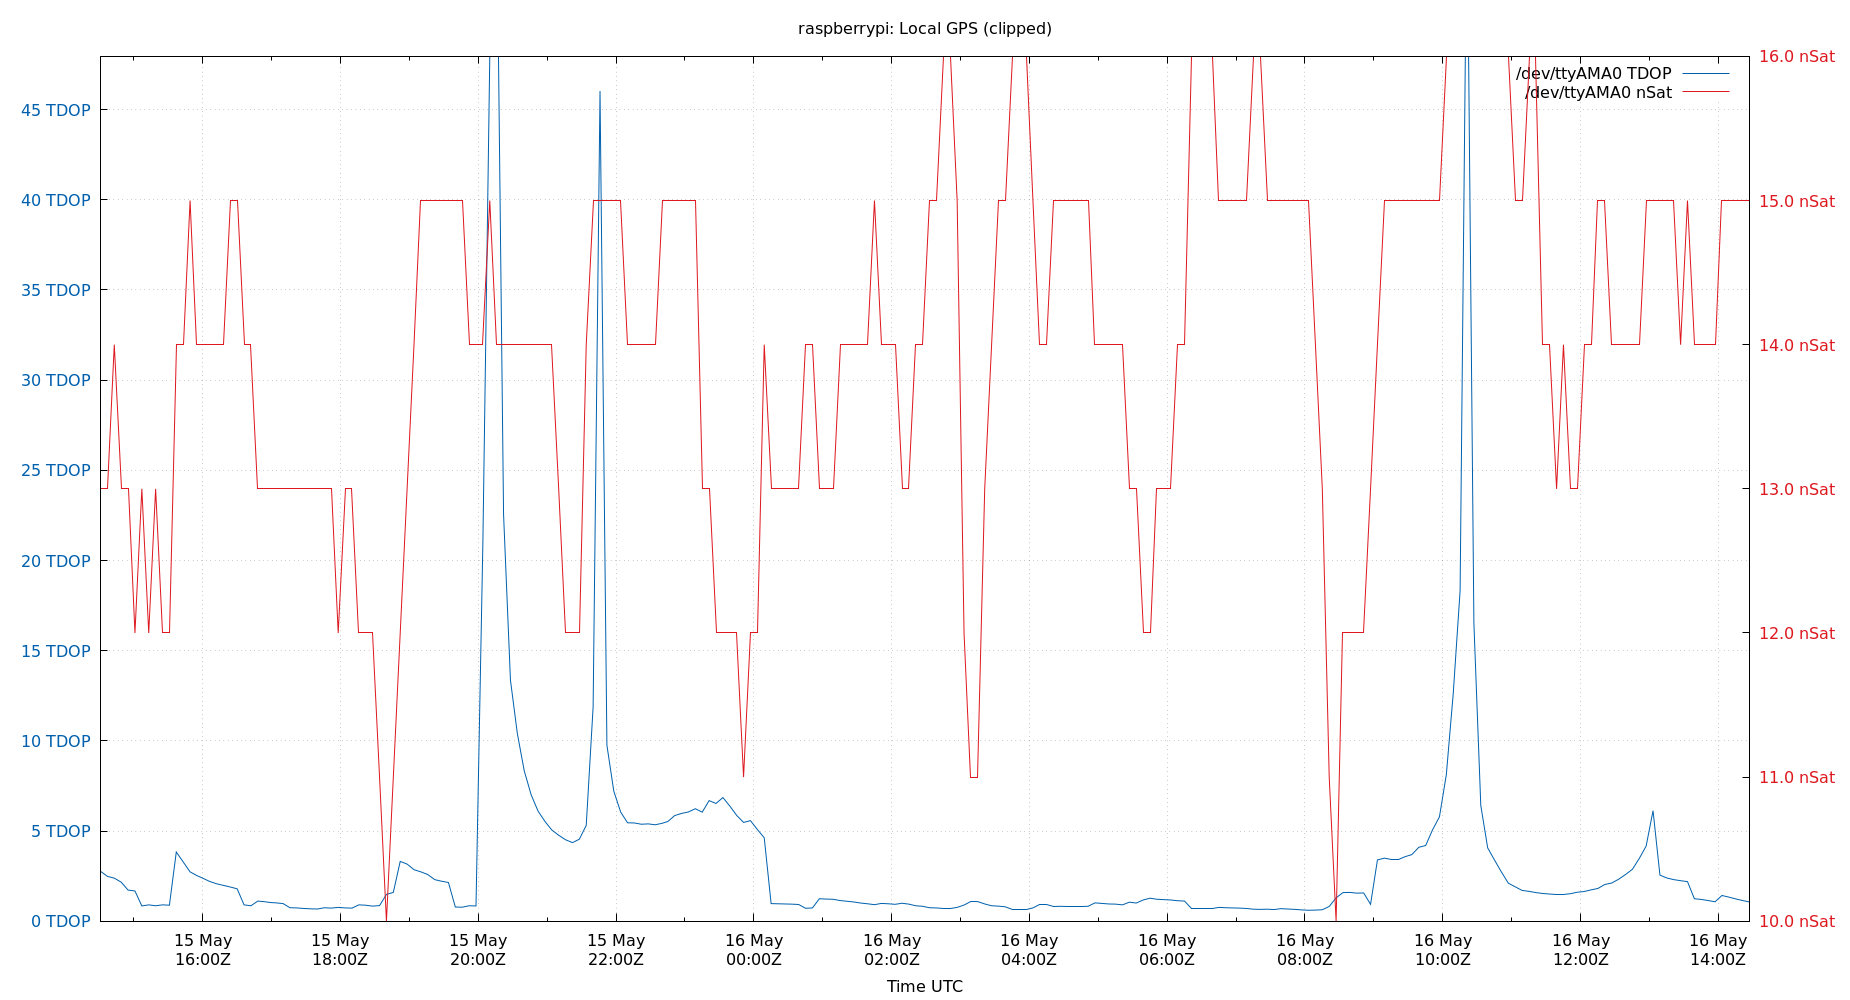 raspberrypi: Local GPS (clipped)
16.0 nSat
/dev/ttyAMA0 TDOP
/dev/ttyAMA0 nSat
45 TDOP
40 TDOP
15.0 nSat
35 TDOP
14.0 nSat
30 TDOP
25 TDOP
13.0 nSat
20 TDOP
15 TDOP
12.0 nSat
10 TDOP
11.0 nSat
5 TDOP
0 TDOP
10.0 nSat
15 May 15 May 15 May 15 May 16 May 16 May 16 May 16 May 16 May 16 May 16 May 16 May
16:00Z 18:00Z 20:00Z 22:00Z 00:00Z 02:00Z 04:00Z 06:00Z 08:00Z 10:00Z 12:00Z 14:00Z
Time UTC